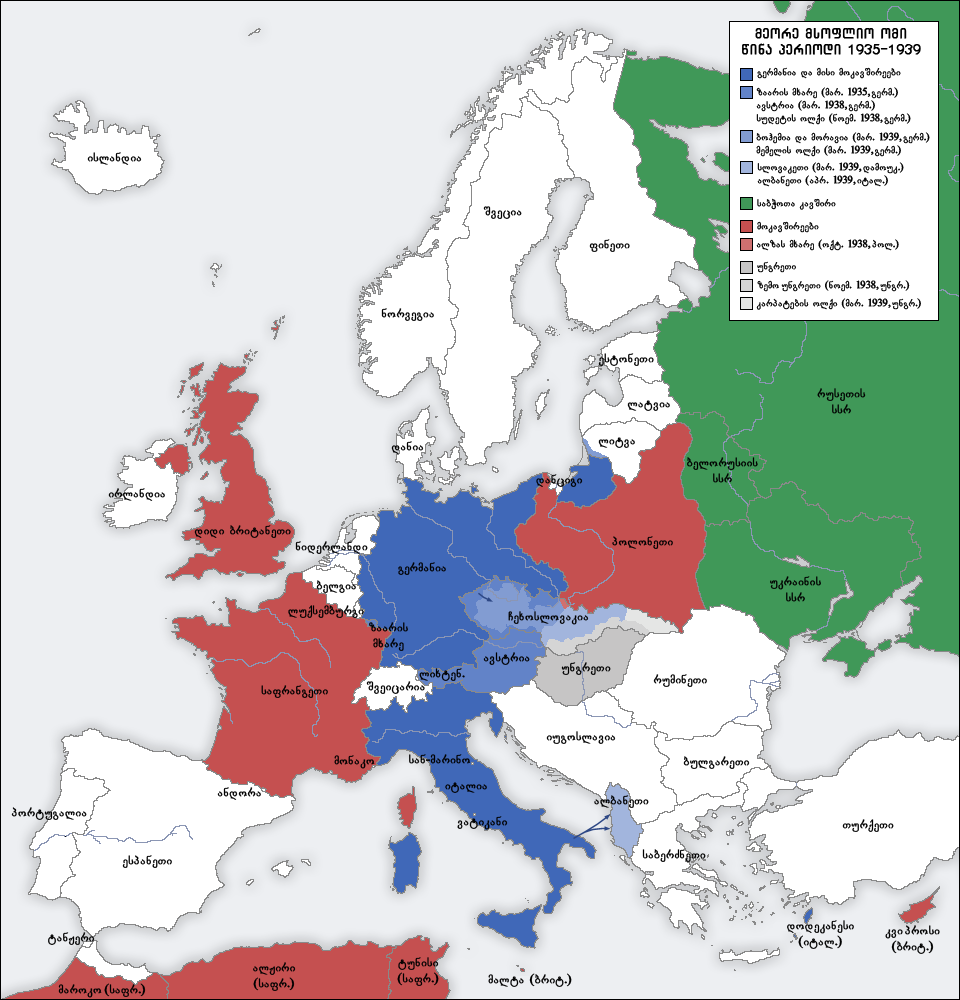 მეორე მსოფლიო ომი
წინა პერიოდი 1935-1939
გერმანია და მისი მოკავშირეები
ზაარის მხარე (მარ. 1935,გერმ.)
ავსტრია (მარ. 1938,გერმ.)
სუდეტის ოლქი (ნოემ. 1938,გერმ.)
ბოჰემია და მორავია (მარ. 1939,გერმ.)
მემელის ოლქი (მარ. 1939,გერმ.)
სლოვაკეთი (მარ. 1939,დამოუკ.)
ალბანეთი (აპრ. 1939,იტალ.)
საბჭოთა კავშირი
მოკავშირეები
ალზას მხარე (ოქტ. 1938,პოლ.)
უნგრეთი
ზემო უნგრეთი (ნოემ. 1938,უნგრ.)
კარპატების ოლქი (მარ. 1939,უნგრ.)
ისლანდია
შვეცია
ფინეთი
ნორვეგია
ესტონეთი
რუსეთის
სსრ
ლატვია
ლიტვა
დანია
ბელორუსიის
სსრ
დანციგი
ირლანდია
დიდი ბრიტანეთი
ნიდერლანდი
პოლონეთი
გერმანია
უკრაინის
სსრ
ბელგია
ლუქსემბურგი
ჩეხოსლოვაკია
ზაარის
მხარე
ავსტრია
უნგრეთი
ლიხტენ.
შვეიცარია
რუმინეთი
საფრანგეთი
იუგოსლავია
მონაკო
სან-მარინო
ბულგარეთი
იტალია
ანდორა
ალბანეთი
პორტუგალია
ვატიკანი
თურქეთი
ესპანეთი
საბერძნეთი
დოდეკანესი
(იტალ.)
კვიპროსი
(ბრიტ.)
ტანჟერი
ტუნისი
(საფრ.)
ალჟირი
(საფრ.)
მალტა (ბრიტ.)
მაროკო (საფრ.)